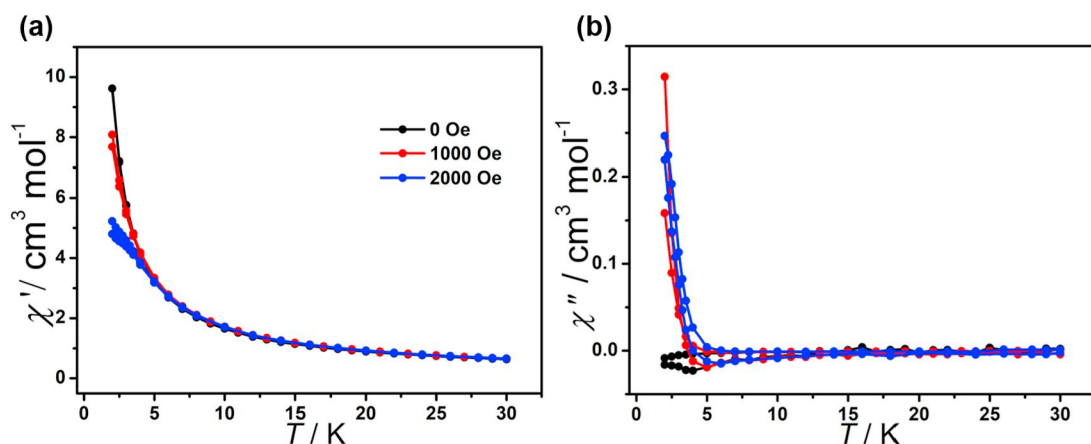 (a)
10
8
6
4
2
0
χ' / cm³ mol⁻¹
0 Oe
1000 Oe
2000 Oe
0 5 10 15 20 25 30
T / K
(b)
0.3
0.2
0.1
0.0
χ" / cm³ mol⁻¹
0 5 10 15 20 25 30
T / K